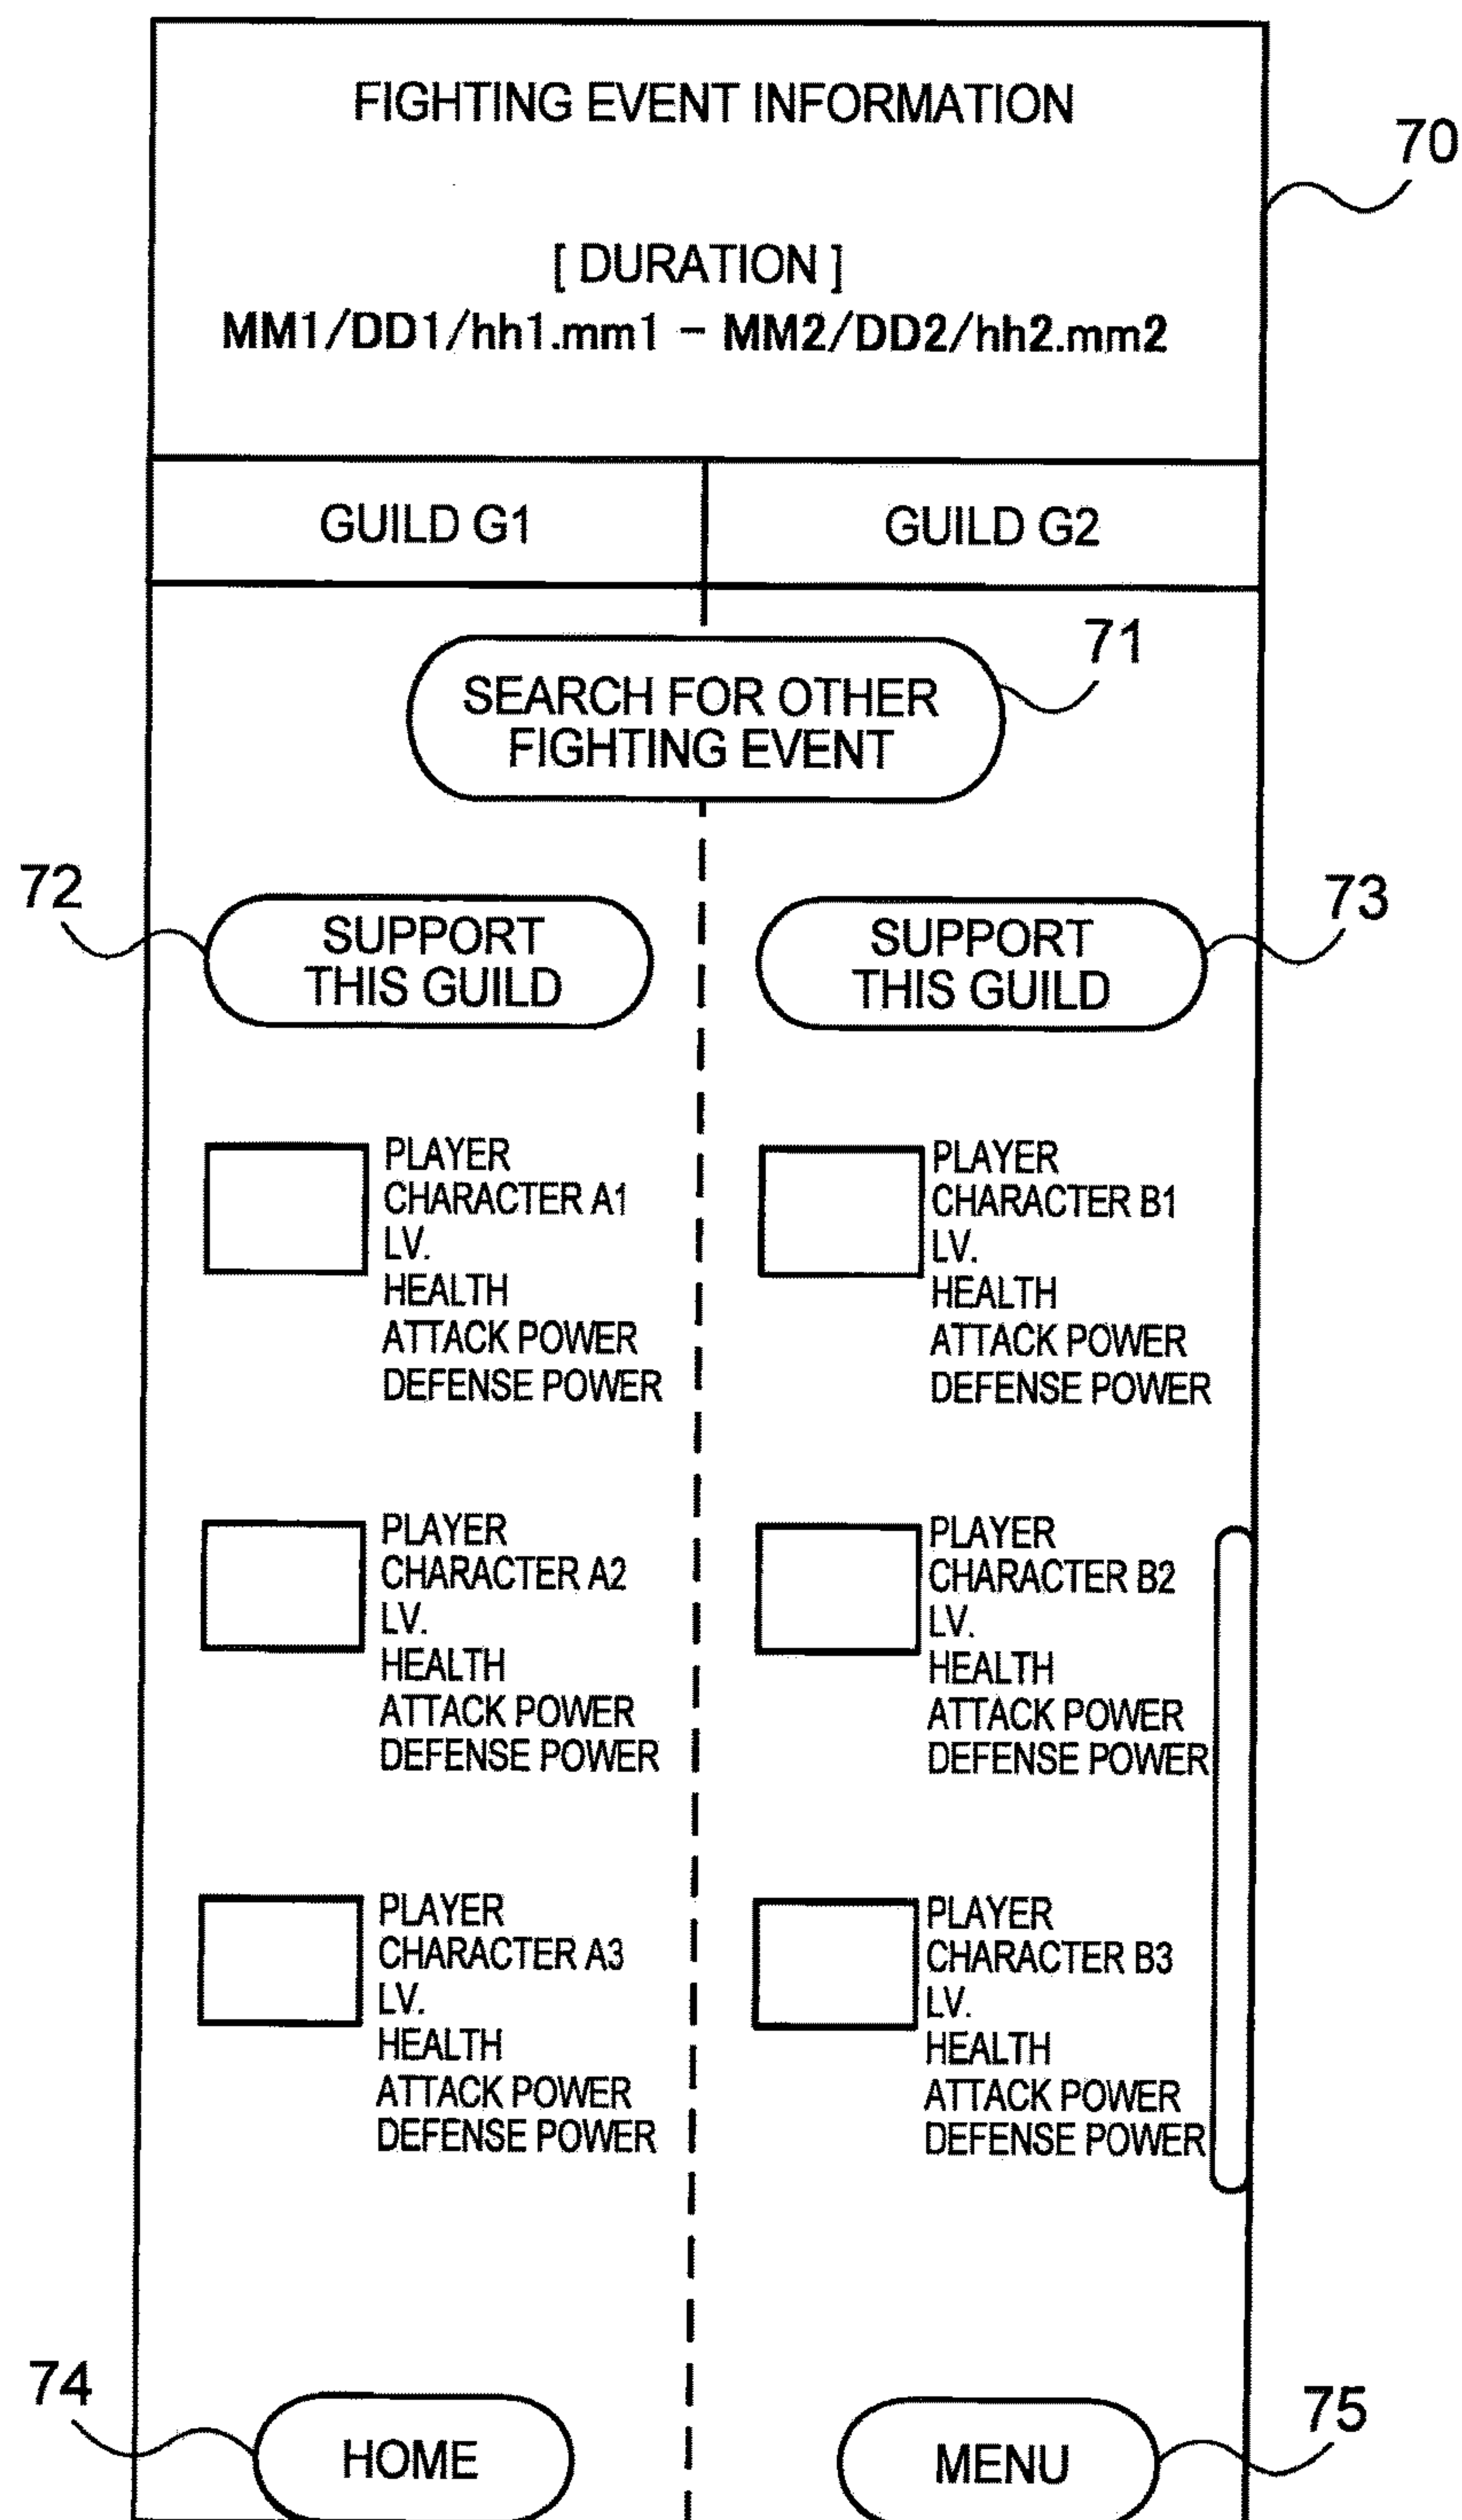 FIGHTING EVENT INFORMATION
70
[ DURATION ]
MM1/DD1/hh1.mm1 - MM2/DD2/hh2.mm2
GUILD G1
GUILD G2
71
SEARCH FOR OTHER
FIGHTING EVENT
72
SUPPORT
THIS GUILD
73
SUPPORT
THIS GUILD
PLAYER
CHARACTER A1
LV.
HEALTH
ATTACK POWER
DEFENSE POWER
PLAYER
CHARACTER B1
LV.
HEALTH
ATTACK POWER
DEFENSE POWER
PLAYER
CHARACTER A2
LV.
HEALTH
ATTACK POWER
DEFENSE POWER
PLAYER
CHARACTER B2
LV.
HEALTH
ATTACK POWER
DEFENSE POWER
PLAYER
CHARACTER A3
LV.
HEALTH
ATTACK POWER
DEFENSE POWER
PLAYER
CHARACTER B3
LV.
HEALTH
ATTACK POWER
DEFENSE POWER
74
HOME
75
MENU